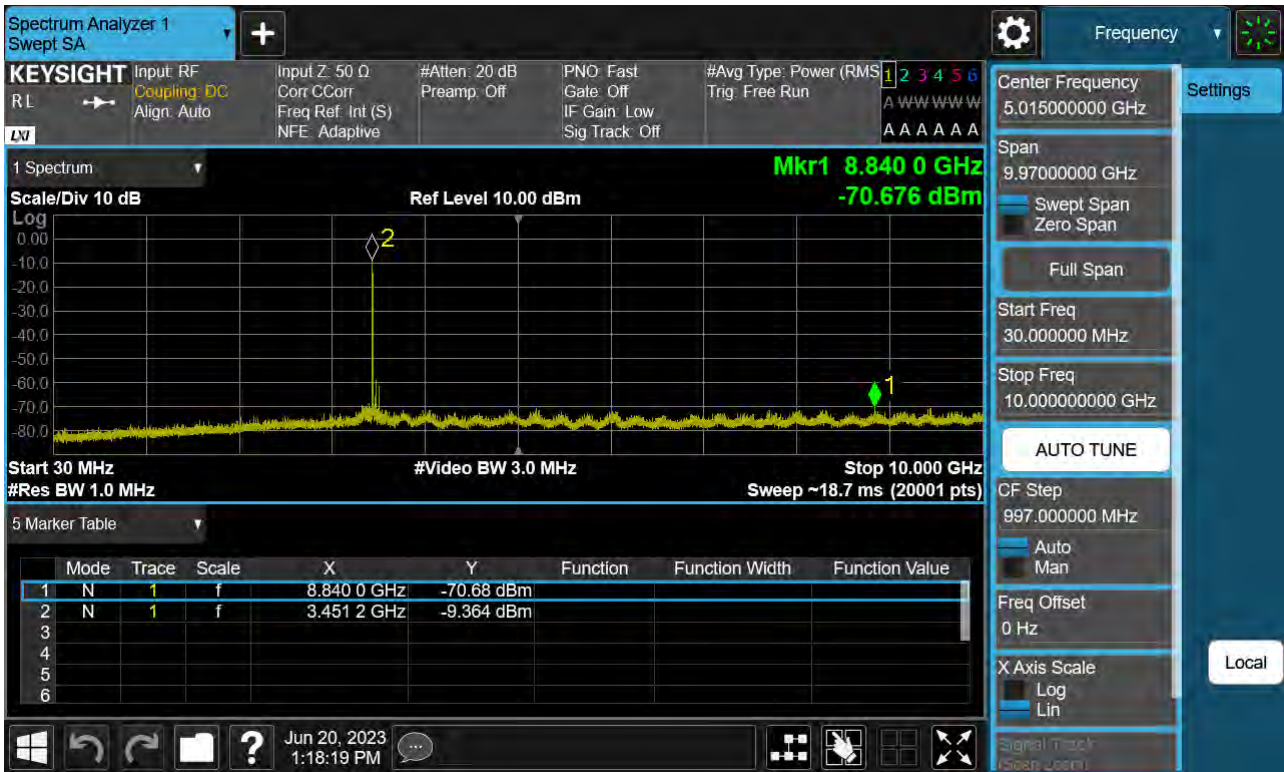 Spectrum Analyzer 1
Swept SA
+
Frequency
KEYSIGHT
RL
LXI
Input: RF
Coupling: DC
Align: Auto
Input Z: 50 Ω
Corr CCorr
Freq Ref: Int (S)
NFE: Adaptive
#Atten: 20 dB
Preamp: Off
PNO: Fast
Gate: Off
IF Gain: Low
Sig Track: Off
#Avg Type: Power (RMS
Trig: Free Run
1 2 3 4 5 6
A W W W W W
A A A A A A
1 Spectrum
Mkr1 8.840 0 GHz
Scale/Div 10 dB
Ref Level 10.00 dBm
-70.676 dBm
Log
0.00
-10.0
-20.0
-30.0
-40.0
-50.0
-60.0
-70.0
-80.0
2
1
Start 30 MHz
#Video BW 3.0 MHz
Stop 10.000 GHz
#Res BW 1.0 MHz
Sweep ~18.7 ms (20001 pts)
5 Marker Table
Mode Trace Scale X Y Function Function Width Function Value
1 N 1 f 8.840 0 GHz -70.68 dBm
2 N 1 f 3.451 2 GHz -9.364 dBm
3
4
5
6
Center Frequency
5.015000000 GHz
Span
9.97000000 GHz
Swept Span
Zero Span
Full Span
Start Freq
30.000000 MHz
Stop Freq
10.000000000 GHz
AUTO TUNE
CF Step
997.000000 MHz
Auto
Man
Freq Offset
0 Hz
X Axis Scale
Log
Lin
Signal Track
(Span Zoom)
Settings
Local
?
Jun 20, 2023
1:18:19 PM